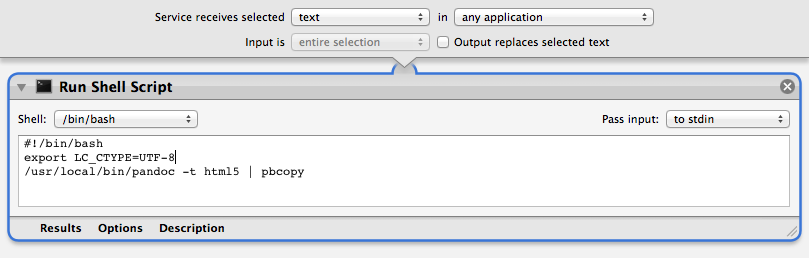 Service receives selected text in any application
Input is entire selection Output replaces selected text
Run Shell Script
Shell: /bin/bash Pass input: to stdin
#!/bin/bash
export LC_CTYPE=UTF-8
/usr/local/bin/pandoc -t html5 | pbcopy
Results Options Description